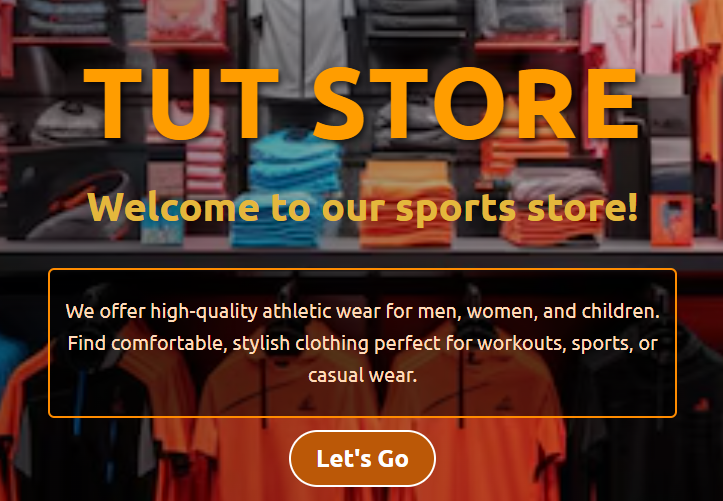 TUT STORE
Welcome to our sports store!
We offer high-quality athletic wear for men, women, and children.
Find comfortable, stylish clothing perfect for workouts, sports, or
casual wear.
Let's Go